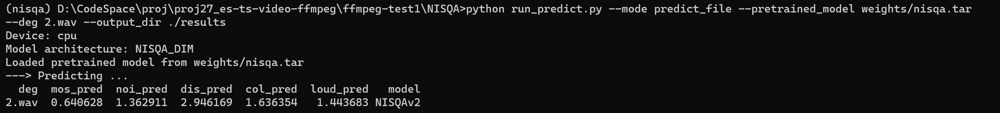 (nisqa) D:\CodeSpace\proj\proj27_es-ts-video-ffmpeg\ffmpeg-test1\NISQA>python run_predict.py --mode predict_file --pretrained_model weights/nisqa.tar
--deg 2.wav --output_dir ./results
Device: cpu
Model architecture: NISQA_DIM
Loaded pretrained model from weights/nisqa.tar
---> Predicting ...
deg mos_pred noi_pred dis_pred col_pred loud_pred model
2.wav 0.640628 1.362911 2.946169 1.636354 1.443683 NISQAv2